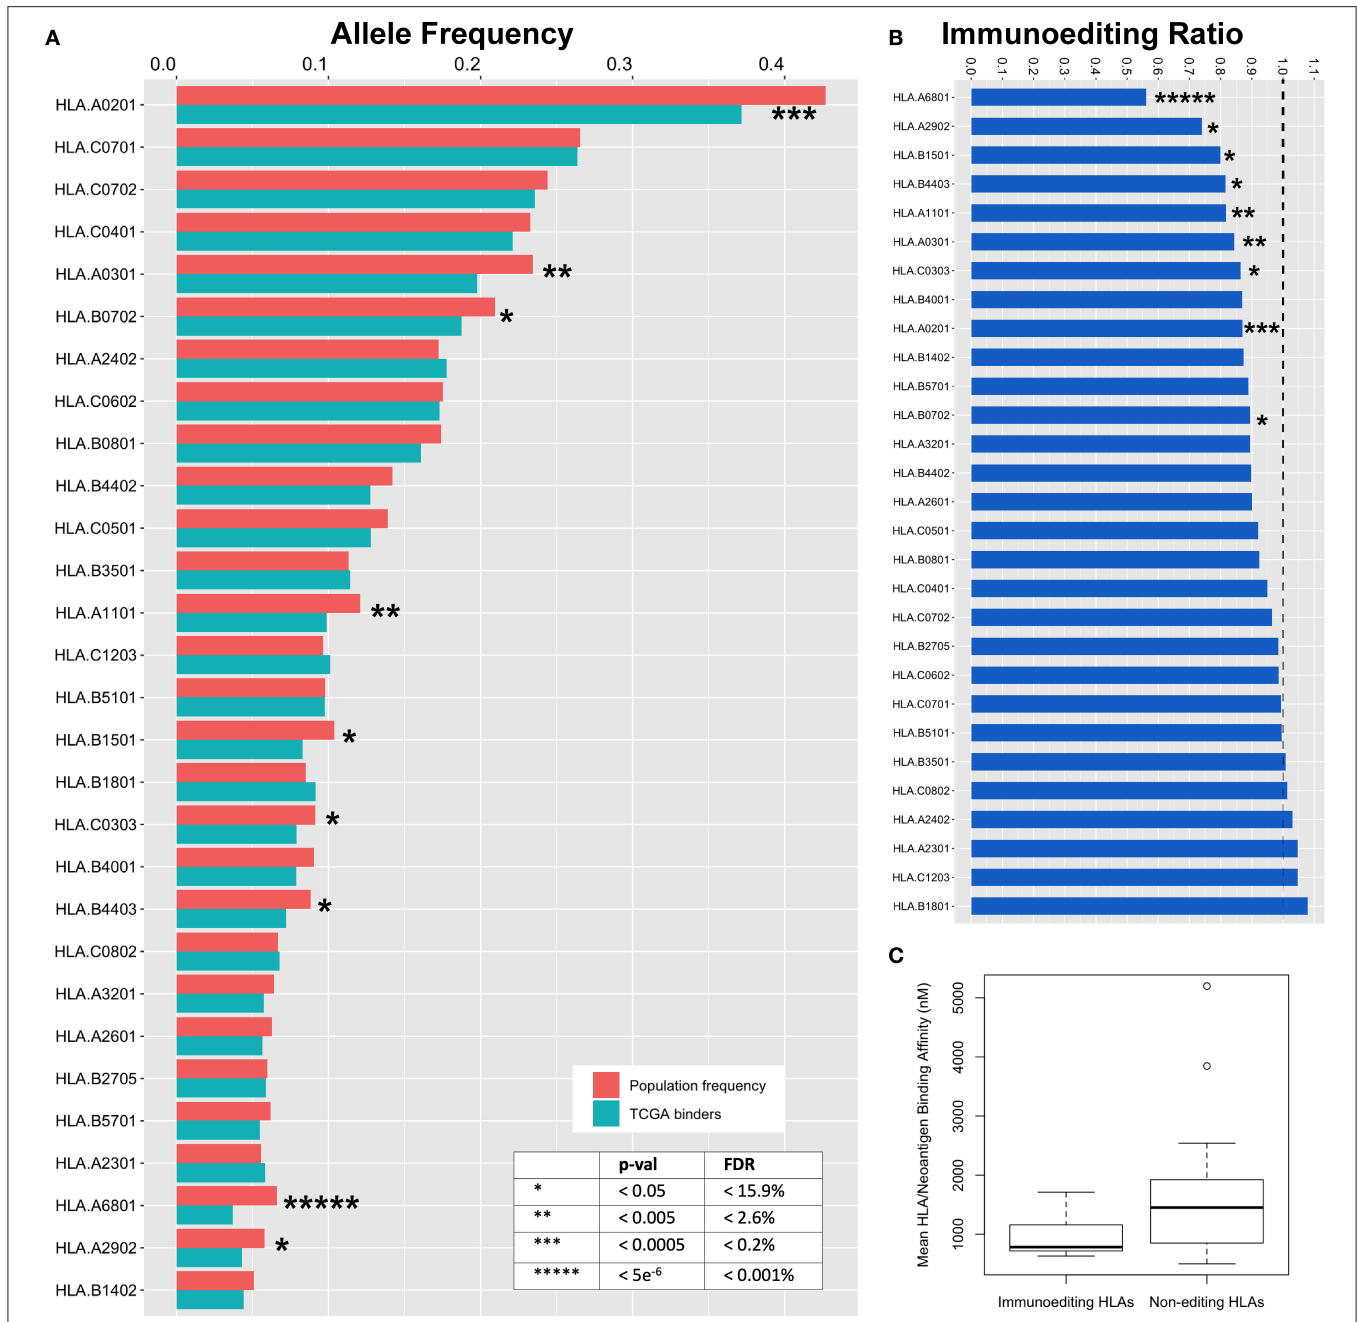 A
Allele Frequency
0.0 0.1 0.2 0.3 0.4
HLA.A0201
***
HLA.C0701
HLA.C0702
HLA.C0401
HLA.A0301
**
HLA.B0702
*
HLA.A2402
HLA.C0602
HLA.B0801
HLA.B4402
HLA.C0501
HLA.B3501
HLA.A1101
**
HLA.C1203
HLA.B5101
HLA.B1501
*
HLA.B1801
HLA.C0303
*
HLA.B4001
HLA.B4403
*
HLA.C0802
HLA.A3201
HLA.A2601
HLA.B2705
HLA.B5701
HLA.A2301
HLA.A6801
*****
HLA.A2902
*
HLA.B1402
Population frequency
TCGA binders
p-val FDR
* < 0.05 < 15.9%
** < 0.005 < 2.6%
*** < 0.0005 < 0.2%
***** < 5e-6 < 0.001%
B
Immunoediting Ratio
0.0 0.1 0.2 0.3 0.4 0.5 0.6 0.7 0.8 0.9 1.0 1.1
HLA.A6801
*****
HLA.A2902
*
HLA.B1501
*
HLA.B4403
*
HLA.A1101
**
HLA.A0301
**
HLA.C0303
*
HLA.B4001
HLA.A0201
***
HLA.B1402
HLA.B5701
HLA.B0702
*
HLA.A3201
HLA.B4402
HLA.A2601
HLA.C0501
HLA.B0801
HLA.C0401
HLA.C0702
HLA.B2705
HLA.C0602
HLA.C0701
HLA.B5101
HLA.B3501
HLA.C0802
HLA.A2402
HLA.A2301
HLA.C1203
HLA.B1801
C
Mean HLA/Neoantigen Binding Affinity (nM)
5000
4000
3000
2000
1000
Immunoediting HLAs Non-editing HLAs